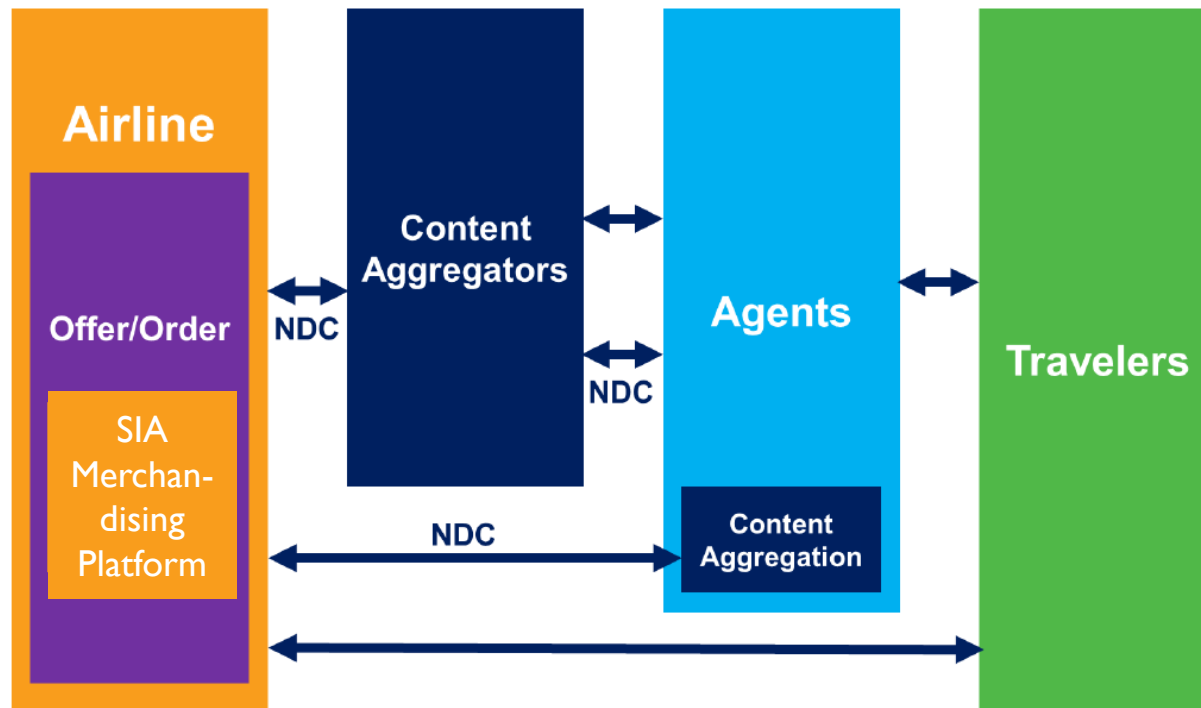 Airline
Offer/Order
SIA
Merchan-
dising
Platform
NDC
Content
Aggregators
NDC
NDC
Agents
Content
Aggregation
Travelers